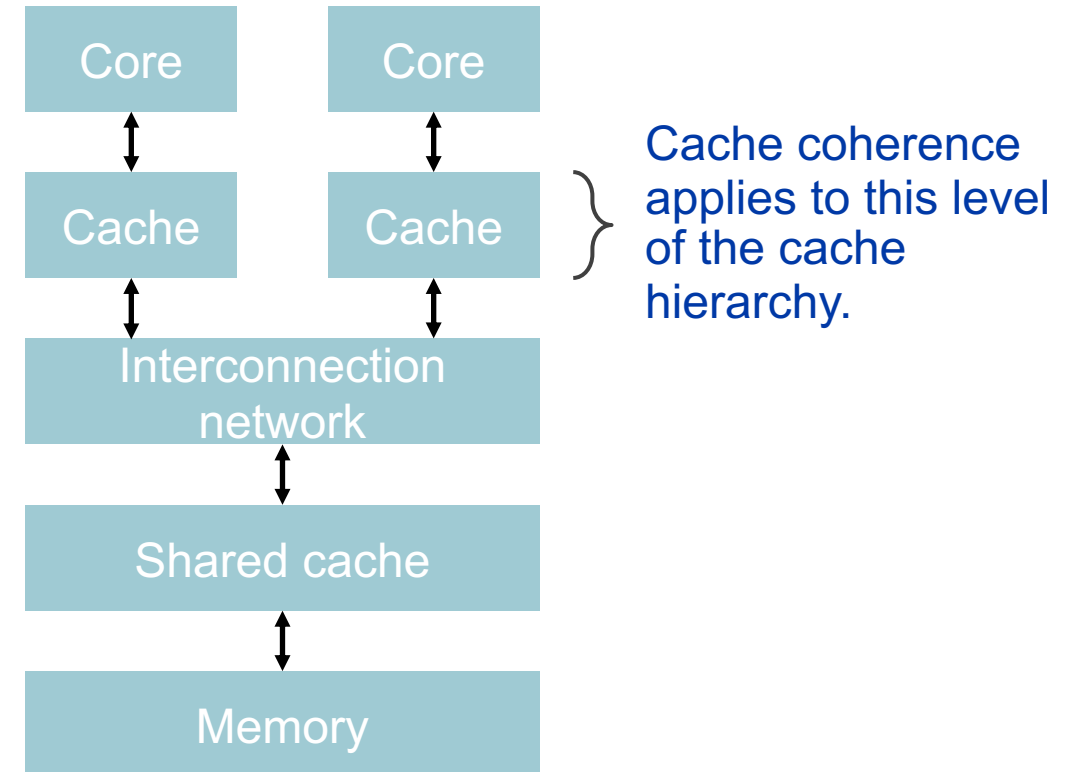 Core
Core
Cache
Cache
Cache coherence
applies to this level
of the cache
hierarchy.
Interconnection
network
Shared cache
Memory